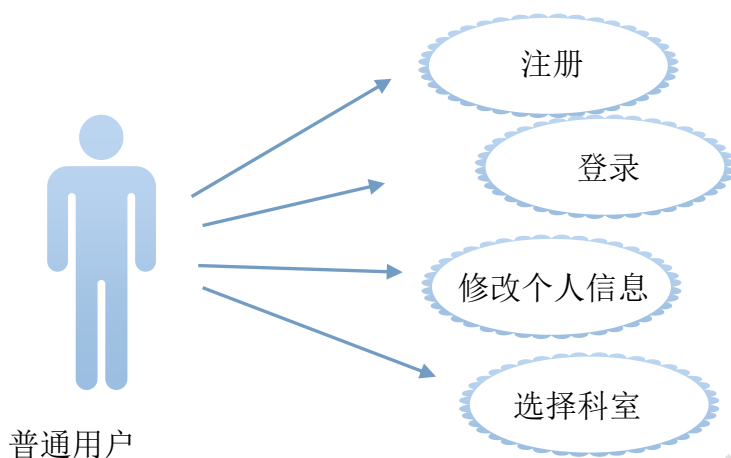 注册
登录
修改个人信息
选择科室
普通用户